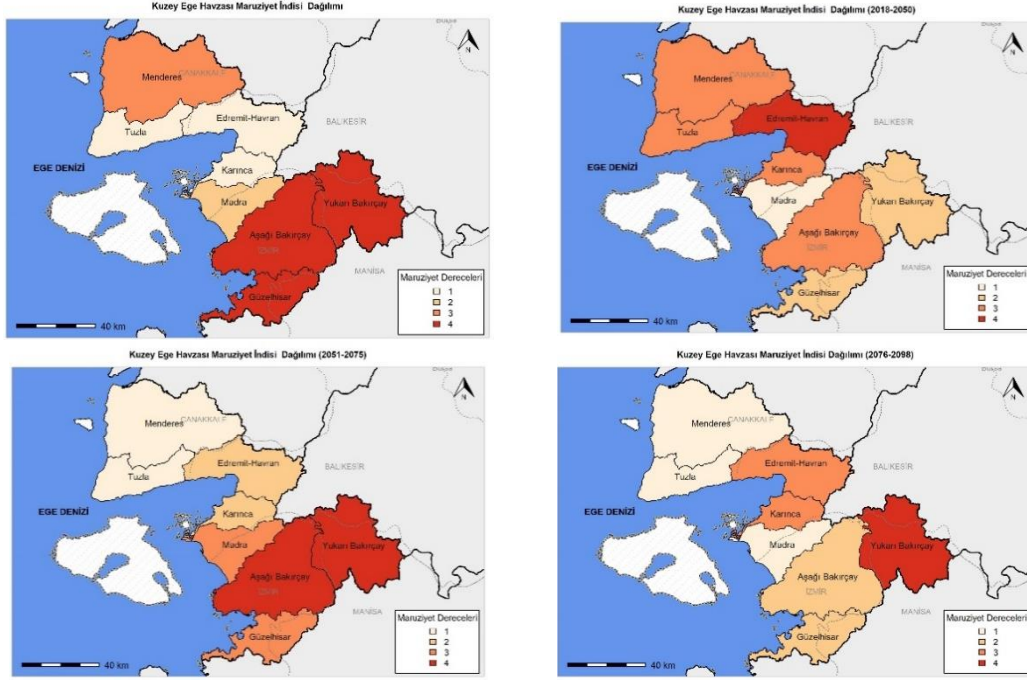 Kuzey Ege Havzası Maruziyet İndisi Dağılımı
N
Menderes
ÇANAKKALE
Tuzla
Edremit-Havran
BALIKESİR
EGE DENİZİ
Karınca
Madra
Yukarı Bakırçay
Aşağı Bakırçay
İZMİR
MANİSA
Güzelhisar
Maruziyet Dereceleri
1
2
3
4
40 km
Kuzey Ege Havzası Maruziyet İndisi Dağılımı (2018-2050)
N
Menderes
ÇANAKKALE
Tuzla
Edremit-Havran
BALIKESİR
EGE DENİZİ
Karınca
Madra
Yukarı Bakırçay
Aşağı Bakırçay
İZMİR
MANİSA
Güzelhisar
Maruziyet Dereceleri
1
2
3
4
40 km
Kuzey Ege Havzası Maruziyet İndisi Dağılımı (2051-2075)
N
Menderes
ÇANAKKALE
Tuzla
Edremit-Havran
BALIKESİR
EGE DENİZİ
Karınca
Madra
Yukarı Bakırçay
Aşağı Bakırçay
İZMİR
MANİSA
Güzelhisar
Maruziyet Dereceleri
1
2
3
4
40 km
Kuzey Ege Havzası Maruziyet İndisi Dağılımı (2076-2098)
N
Menderes
ÇANAKKALE
Tuzla
Edremit-Havran
BALIKESİR
EGE DENİZİ
Karınca
Madra
Yukarı Bakırçay
Aşağı Bakırçay
İZMİR
MANİSA
Güzelhisar
Maruziyet Dereceleri
1
2
3
4
40 km